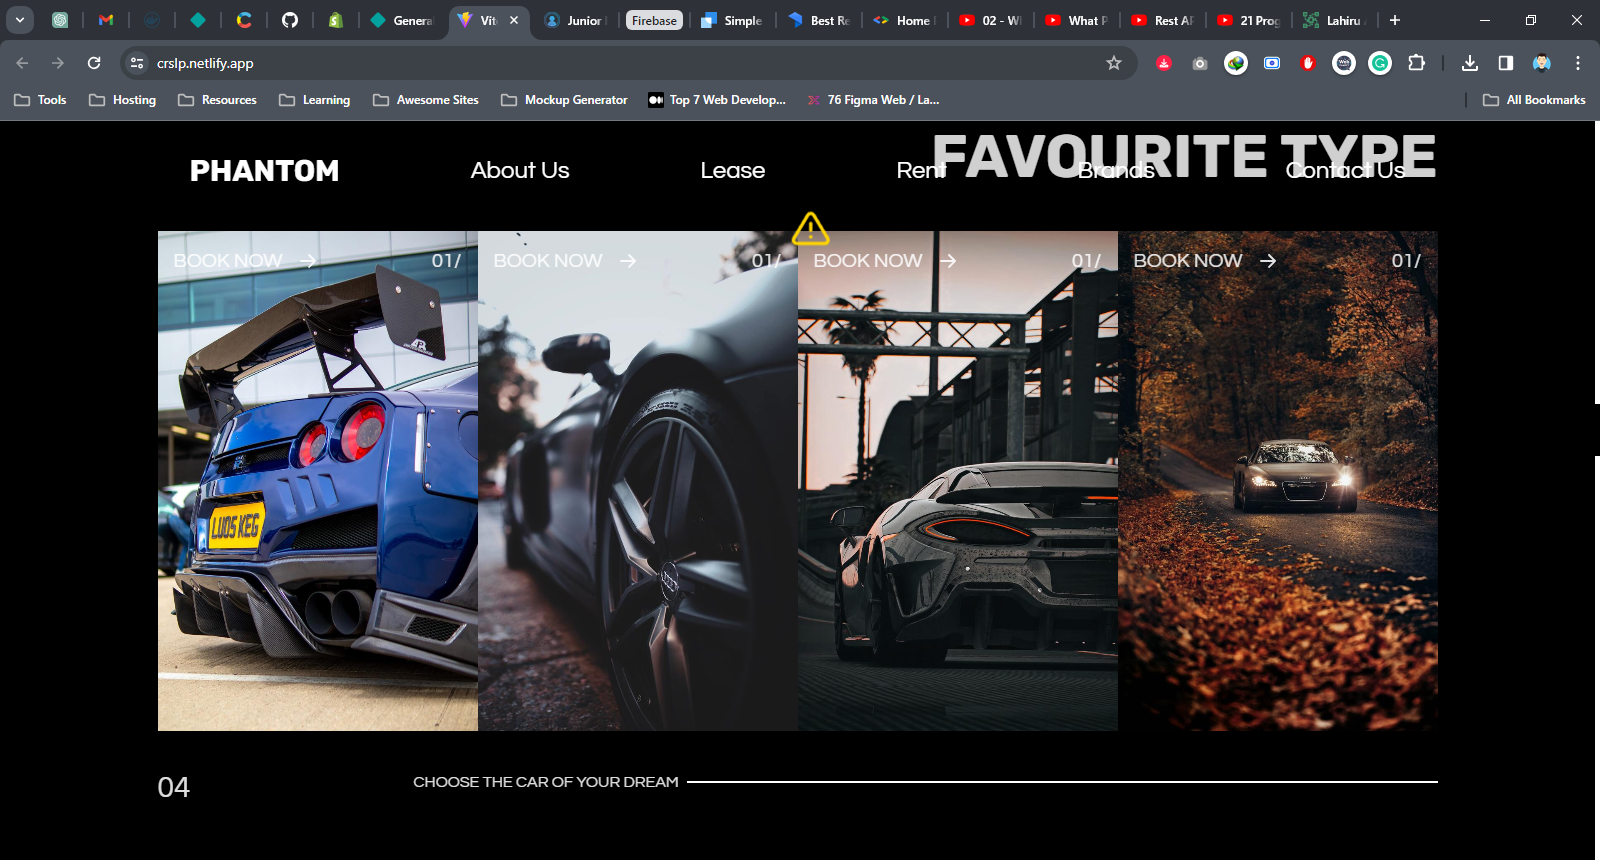 Genera
Vit
Junior
Firebase
Simple
Best Re
Home
02 - W
What P
Rest AP
21 Prog
Lahiru
crslp.netlify.app
Tools
Hosting
Resources
Learning
Awesome Sites
Mockup Generator
Top 7 Web Develop...
76 Figma Web / La...
All Bookmarks
FAVOURITE TYPE
PHANTOM
About Us
Lease
Rent
Brands
Contact Us
BOOK NOW → 01/
BOOK NOW → 01/
BOOK NOW → 01/
BOOK NOW → 01/
LU05 KEG
04
CHOOSE THE CAR OF YOUR DREAM